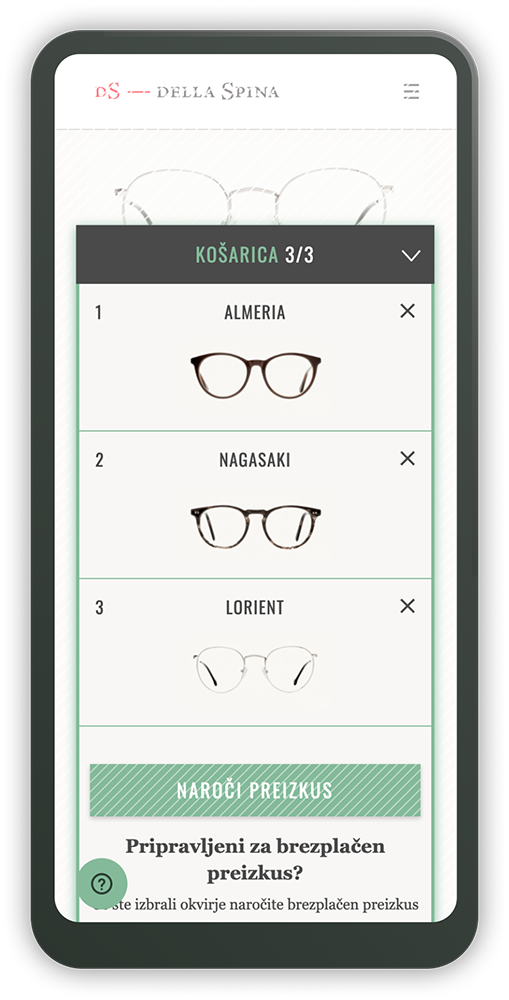 DS — DELLA SPINA
KOŠARICA 3/3
1 ALMERIA
2 NAGASAKI
3 LORIENT
NAROČI PREIZKUS
Pripravljeni za brezplačen
preizkus?
ste izbrali okvirje naročite brezplačen preizkus